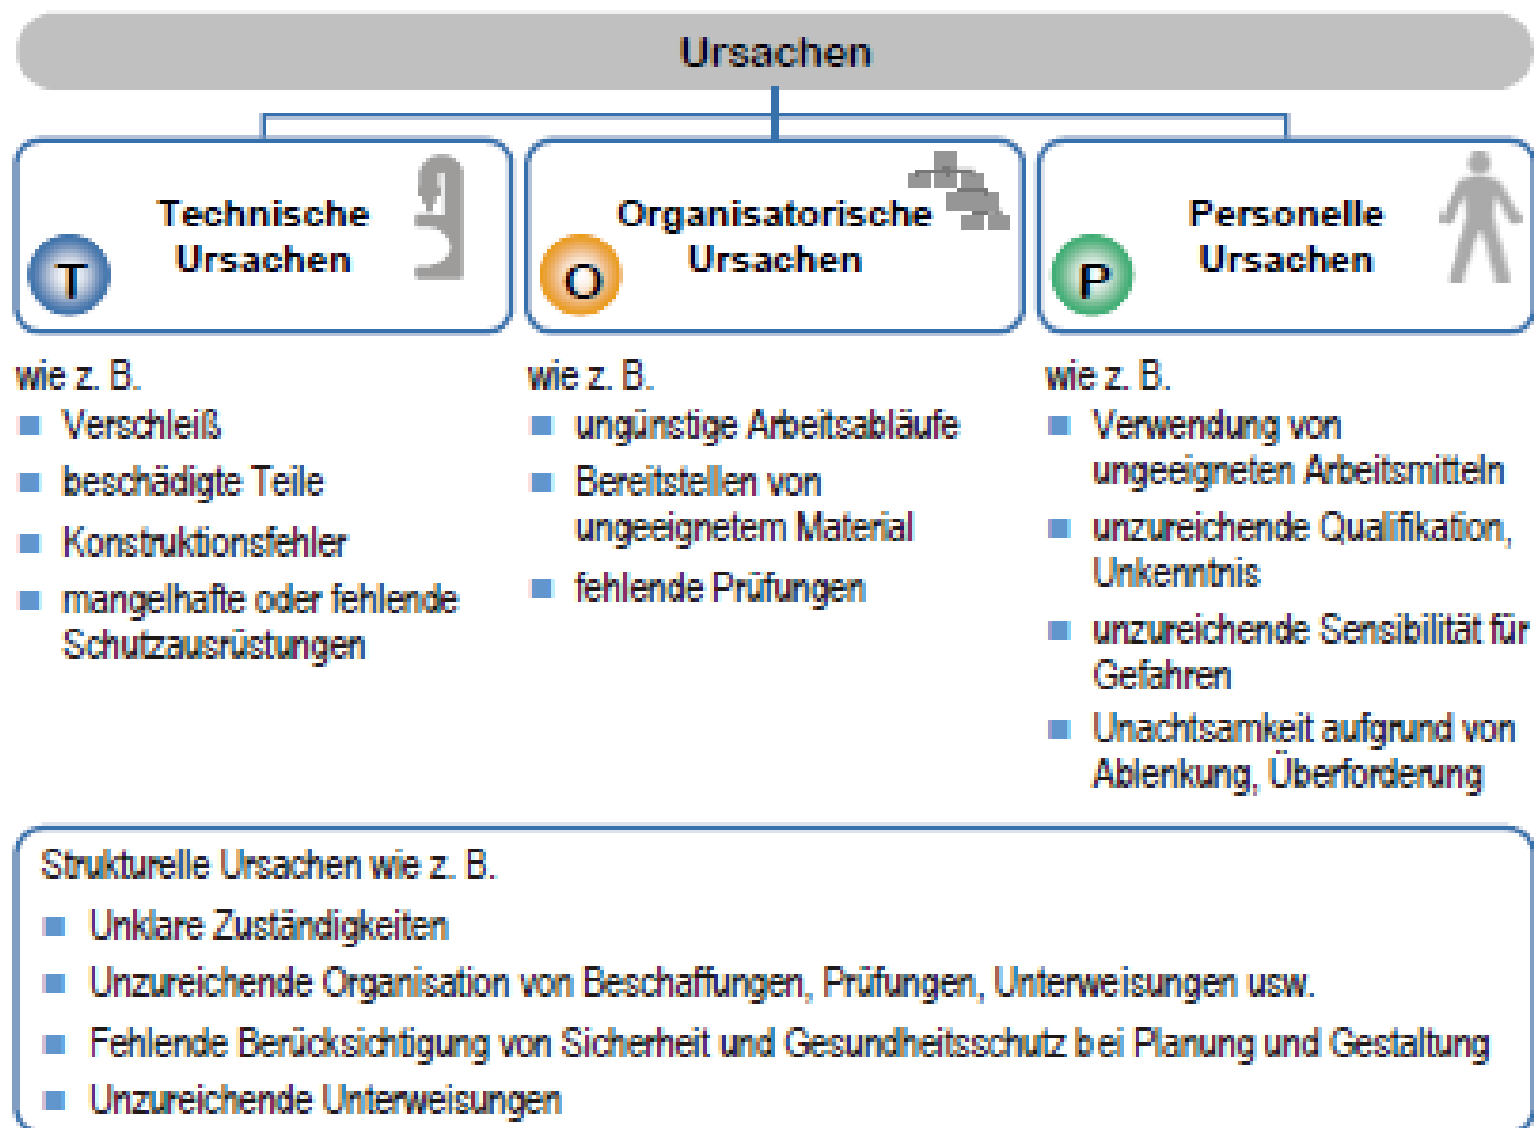 Ursachen
Technische
Ursachen
T
Organisatorische
Ursachen
O
Personelle
Ursachen
P
wie z. B.
Verschleiß
beschädigte Teile
Konstruktionsfehler
mangelhafte oder fehlende
Schutzausrüstungen
wie z. B.
ungünstige Arbeitsabläufe
Bereitstellen von
ungeeignetem Material
fehlende Prüfungen
wie z. B.
Verwendung von
ungeeigneten Arbeitsmitteln
unzureichende Qualifikation,
Unkenntnis
unzureichende Sensibilität für
Gefahren
Unachtsamkeit aufgrund von
Ablenkung, Überforderung
Strukturelle Ursachen wie z. B.
Unklare Zuständigkeiten
Unzureichende Organisation von Beschaffungen, Prüfungen, Unterweisungen usw.
Fehlende Berücksichtigung von Sicherheit und Gesundheitsschutz bei Planung und Gestaltung
Unzureichende Unterweisungen